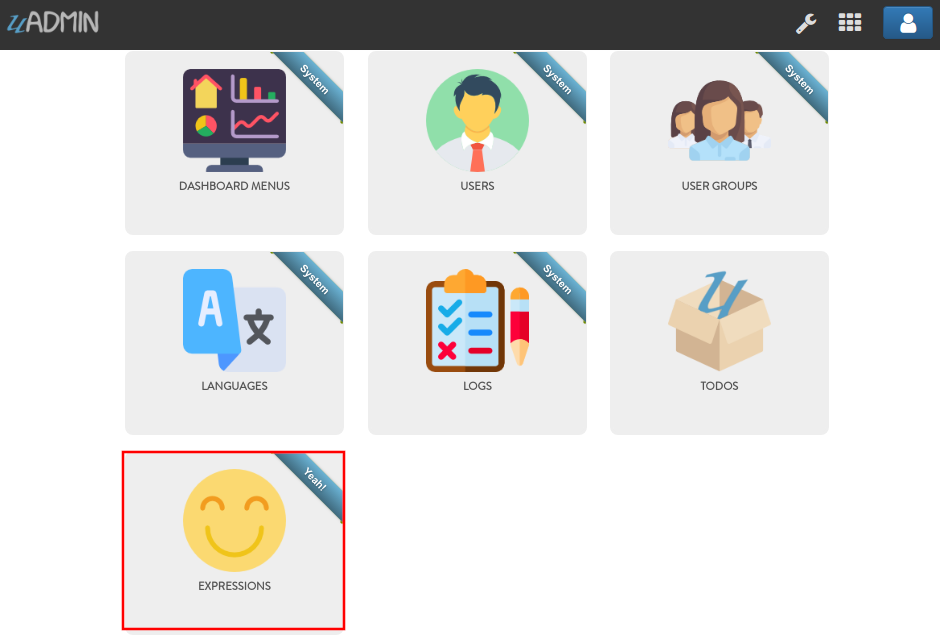 uADMIN
System
System
System
DASHBOARD MENUS
USERS
USER GROUPS
System
System
A 文
u
LANGUAGES
LOGS
TODOS
Yeah!
EXPRESSIONS